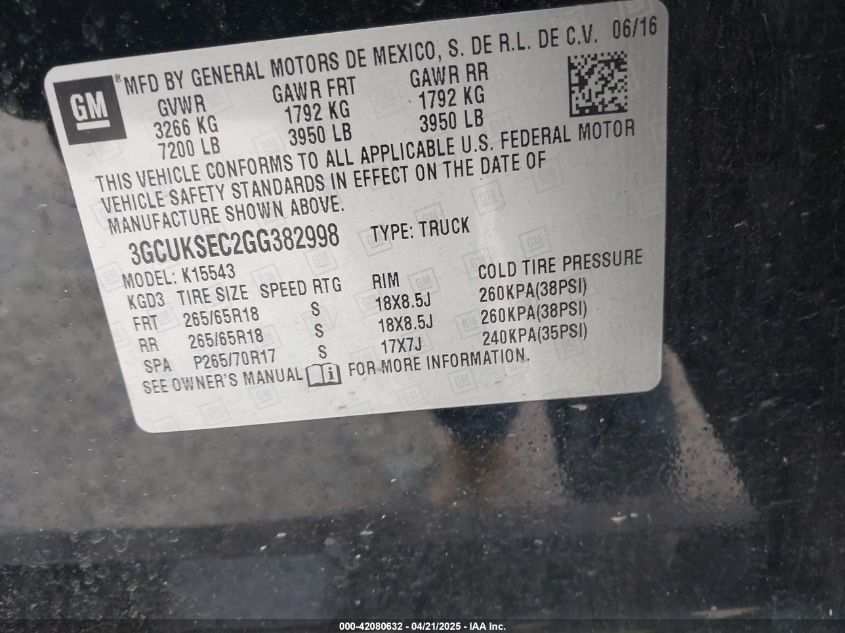 GM
®
MFD BY GENERAL MOTORS DE MEXICO, S. DE R.L. DE C.V. 06/16
GVWR GAWR FRT GAWR RR
3266 KG 1792 KG 1792 KG
7200 LB 3950 LB 3950 LB
THIS VEHICLE CONFORMS TO ALL APPLICABLE U.S. FEDERAL MOTOR
VEHICLE SAFETY STANDARDS IN EFFECT ON THE DATE OF
MANUFACTURE SHOWN ABOVE.
3GCUKSEC2GG382998 TYPE: TRUCK
MODEL: K15543
KGD3 TIRE SIZE SPEED RTG RIM COLD TIRE PRESSURE
FRT 265/65R18 S 18X8.5J 260KPA(38PSI)
RR 265/65R18 S 18X8.5J 260KPA(38PSI)
SPA P265/70R17 S 17X7J 240KPA(35PSI)
SEE OWNER'S MANUAL FOR MORE INFORMATION.
000-42080632 - 04/21/2025 - IAA Inc.